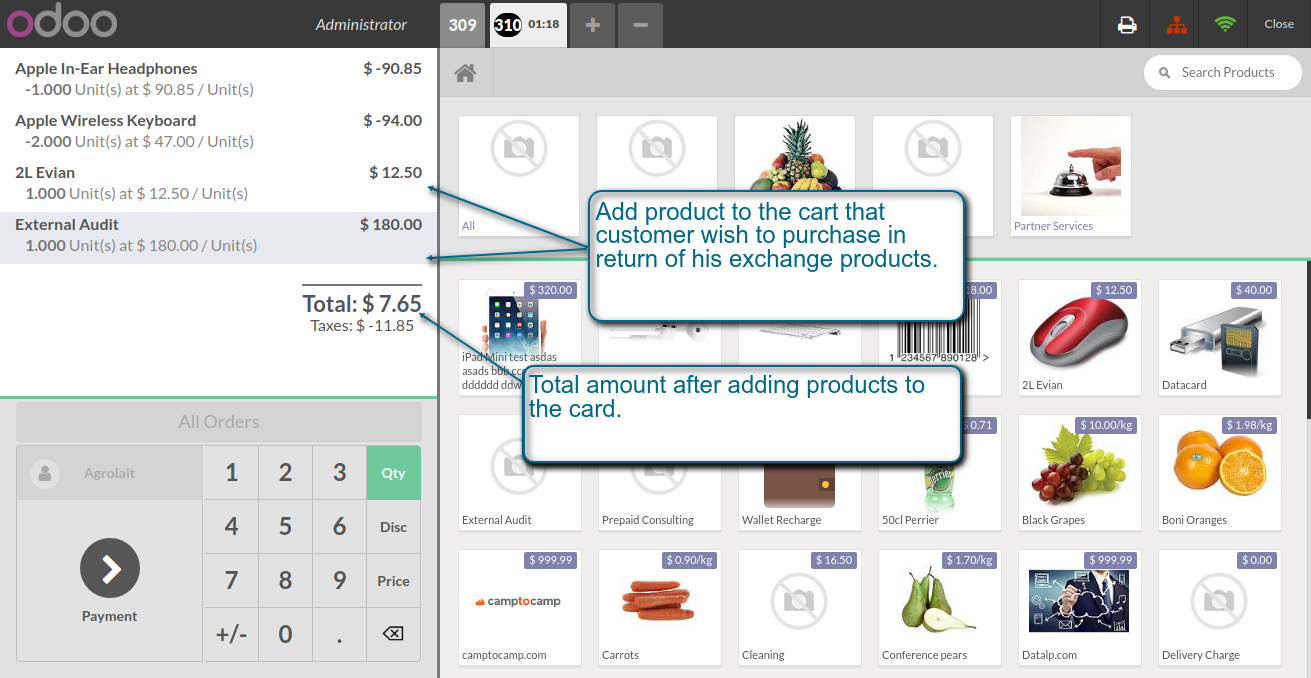 odoo
Administrator
309
310 01:18
Close
Apple In-Ear Headphones $ -90.85
-1.000 Unit(s) at $ 90.85 / Unit(s)
Apple Wireless Keyboard $ -94.00
-2.000 Unit(s) at $ 47.00 / Unit(s)
2L Evian $ 12.50
1.000 Unit(s) at $ 12.50 / Unit(s)
External Audit $ 180.00
1.000 Unit(s) at $ 180.00 / Unit(s)
Total: $ 7.65
Taxes: $ -11.85
All Orders
Agrolait
Payment
1 2 3 Qty
4 5 6 Disc
7 8 9 Price
+/- 0 .
Search Products
All
Partner Services
Add product to the cart that
customer wish to purchase in
return of his exchange products.
Total amount after adding products to
the card.
$ 320.00
iPad Mini test asdas
asads bbb
dddddd
1 234567 890128 >
$ 12.50
2L Evian
$ 40.00
Datacard
External Audit
Prepaid Consulting
Wallet Recharge
0.71
50cl Perrier
$ 10.00/kg
Black Grapes
$ 1.98/kg
Boni Oranges
$ 999.99
camptocamp
camptocamp.com
$ 0.90/kg
Carrots
$ 16.50
Cleaning
$ 1.70/kg
Conference pears
$ 999.99
Datalp.com
$ 0.00
Delivery Charge